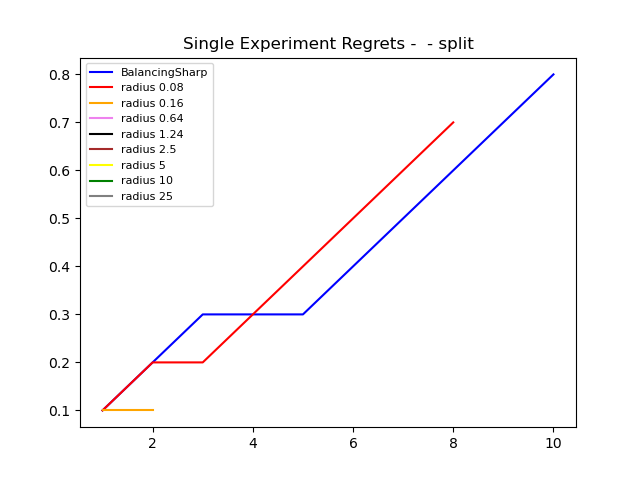 Single Experiment Regrets -  - split
BalancingSharp
radius 0.08
radius 0.16
radius 0.64
radius 1.24
radius 2.5
radius 5
radius 10
radius 25
0.8
0.7
0.6
0.5
0.4
0.3
0.2
0.1
2 4 6 8 10